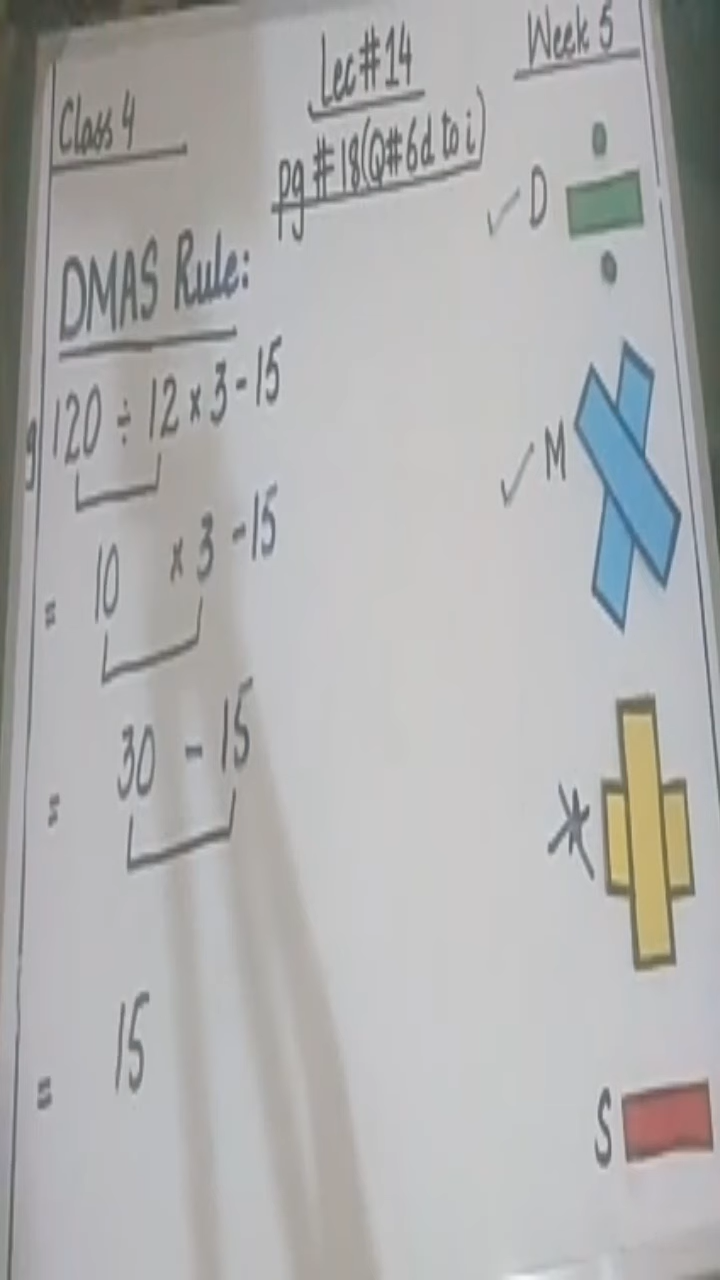 Class 4
Lec#14
Week 5
pg#18(Q#6d to i)
DMAS Rule:
g) 120 ÷ 12 × 3 - 15
= 10 × 3 - 15
= 30 - 15
= 15
✓ D ÷
✓ M ×
+
S −